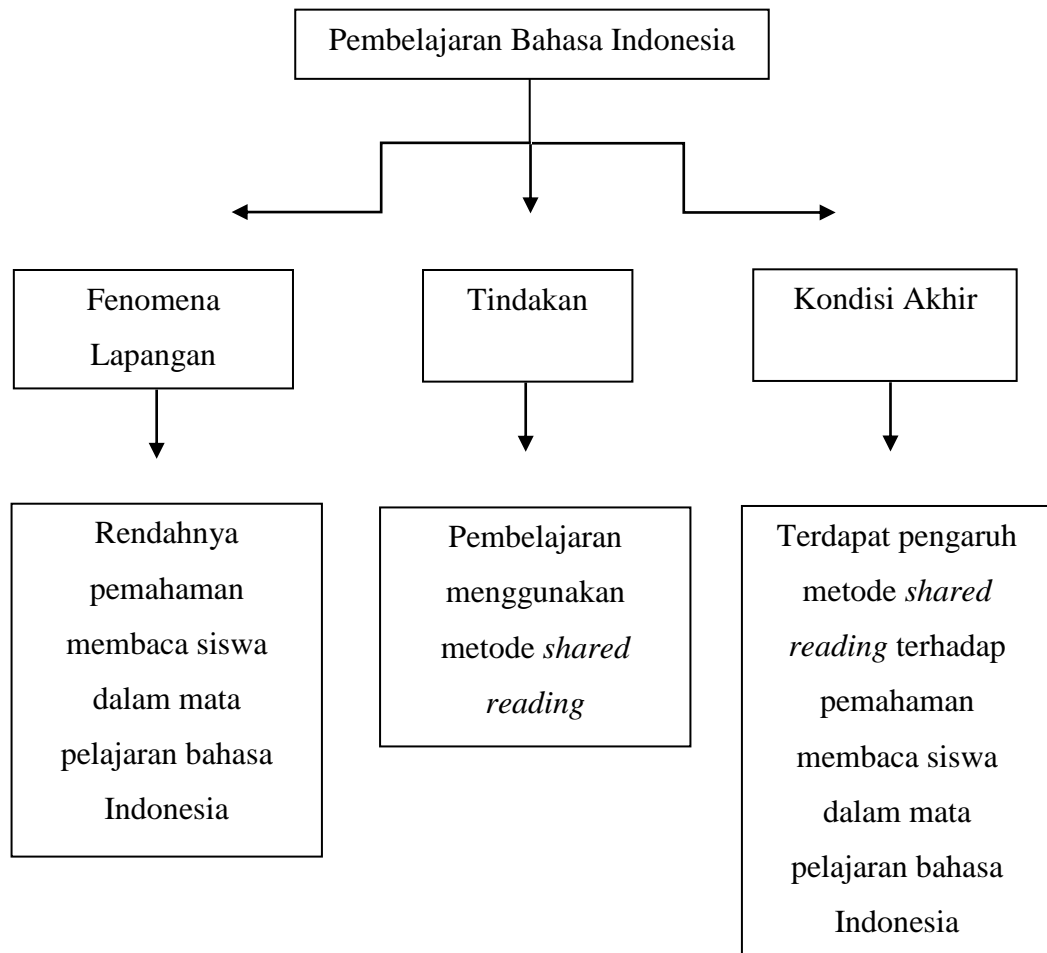 Pembelajaran Bahasa Indonesia
Fenomena
Lapangan
Tindakan
Kondisi Akhir
Rendahnya
pemahaman
membaca siswa
dalam mata
pelajaran bahasa
Indonesia
Pembelajaran
menggunakan
metode shared
reading
Terdapat pengaruh
metode shared
reading terhadap
pemahaman
membaca siswa
dalam mata
pelajaran bahasa
Indonesia